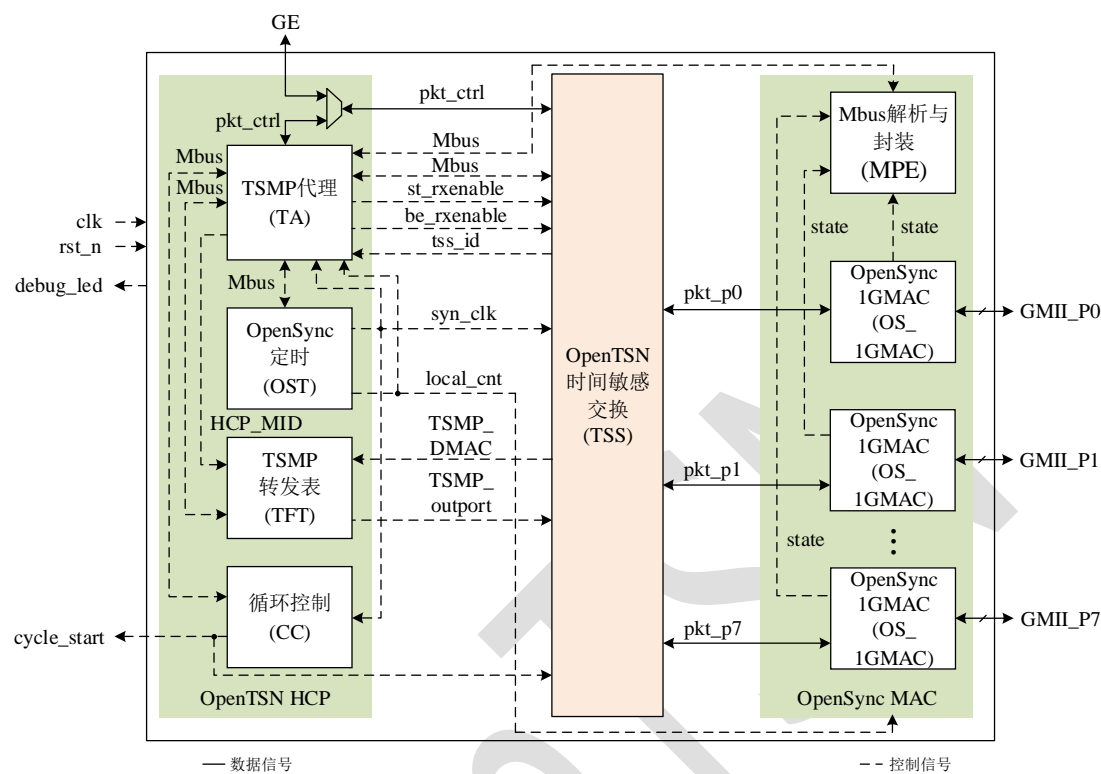 GE
pkt_ctrl
pkt_ctrl
Mbus
Mbus
Mbus
Mbus
TSMP代理
(TA)
st_rxenable
be_rxenable
tss_id
clk
rst_n
debug_led
Mbus
OpenSync
定时
(OST)
syn_clk
local_cnt
HCP_MID
TSMP_
DMAC
TSMP
转发表
(TFT)
TSMP_
outport
循环控制
(CC)
cycle_start
OpenTSN HCP
OpenTSN
时间敏感
交换
(TSS)
Mbus解析与
封装
(MPE)
state
state
OpenSync
1GMAC
(OS_
1GMAC)
pkt_p0
GMII_P0
OpenSync
1GMAC
(OS_
1GMAC)
pkt_p1
GMII_P1
state
OpenSync
1GMAC
(OS_
1GMAC)
pkt_p7
GMII_P7
OpenSync MAC
数据信号
控制信号